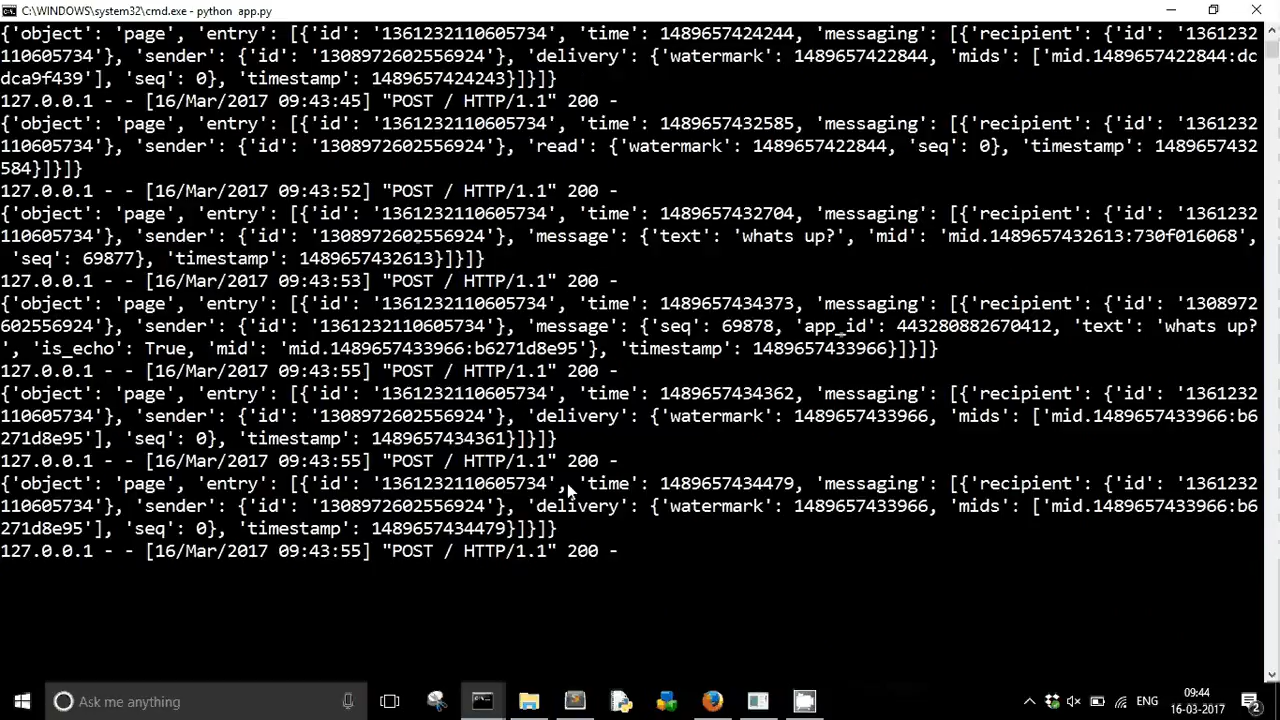 C:\WINDOWS\system32\cmd.exe - python  app.py
{'object': 'page', 'entry': [{'id': '1361232110605734', 'time': 1489657424244, 'messaging': [{'recipient': {'id': '1361232
110605734'}, 'sender': {'id': '1308972602556924'}, 'delivery': {'watermark': 1489657422844, 'mids': ['mid.1489657422844:dc
dca9f439'], 'seq': 0}, 'timestamp': 1489657424243}]}]}
127.0.0.1 - - [16/Mar/2017 09:43:45] "POST / HTTP/1.1" 200 -
{'object': 'page', 'entry': [{'id': '1361232110605734', 'time': 1489657432585, 'messaging': [{'recipient': {'id': '1361232
110605734'}, 'sender': {'id': '1308972602556924'}, 'read': {'watermark': 1489657422844, 'seq': 0}, 'timestamp': 1489657432
584}]}]}
127.0.0.1 - - [16/Mar/2017 09:43:52] "POST / HTTP/1.1" 200 -
{'object': 'page', 'entry': [{'id': '1361232110605734', 'time': 1489657432704, 'messaging': [{'recipient': {'id': '1361232
110605734'}, 'sender': {'id': '1308972602556924'}, 'message': {'text': 'whats up?', 'mid': 'mid.1489657432613:730f016068',
'seq': 69877}, 'timestamp': 1489657432613}]}]}
127.0.0.1 - - [16/Mar/2017 09:43:53] "POST / HTTP/1.1" 200 -
{'object': 'page', 'entry': [{'id': '1361232110605734', 'time': 1489657434373, 'messaging': [{'recipient': {'id': '1308972
602556924'}, 'sender': {'id': '1361232110605734'}, 'message': {'seq': 69878, 'app_id': 443280882670412, 'text': 'whats up?
', 'is_echo': True, 'mid': 'mid.1489657433966:b6271d8e95'}, 'timestamp': 1489657433966}]}]}
127.0.0.1 - - [16/Mar/2017 09:43:55] "POST / HTTP/1.1" 200 -
{'object': 'page', 'entry': [{'id': '1361232110605734', 'time': 1489657434362, 'messaging': [{'recipient': {'id': '1361232
110605734'}, 'sender': {'id': '1308972602556924'}, 'delivery': {'watermark': 1489657433966, 'mids': ['mid.1489657433966:b6
271d8e95'], 'seq': 0}, 'timestamp': 1489657434361}]}]}
127.0.0.1 - - [16/Mar/2017 09:43:55] "POST / HTTP/1.1" 200 -
{'object': 'page', 'entry': [{'id': '1361232110605734', 'time': 1489657434479, 'messaging': [{'recipient': {'id': '1361232
110605734'}, 'sender': {'id': '1308972602556924'}, 'delivery': {'watermark': 1489657433966, 'mids': ['mid.1489657433966:b6
271d8e95'], 'seq': 0}, 'timestamp': 1489657434479}]}]}
127.0.0.1 - - [16/Mar/2017 09:43:55] "POST / HTTP/1.1" 200 -
Ask me anything
ENG
09:44
16-03-2017
2